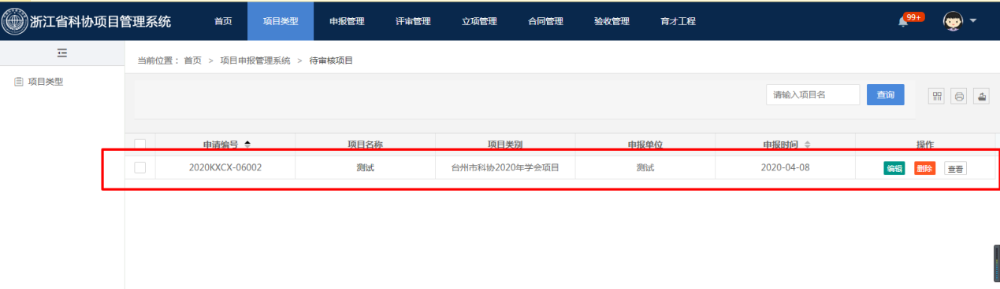 浙江省科协项目管理系统 首页 项目类型 申报管理 评审管理 立项管理 合同管理 验收管理 育才工程 99+
当前位置： 首页 > 项目申报管理系统 > 待审核项目
项目类型
请输入项目名 查询
申请编号 项目名称 项目类别 申报单位 申报时间 操作
2020KXCX-06002 测试 台州市科协2020年学会项目 测试 2020-04-08 编辑 删除 查看